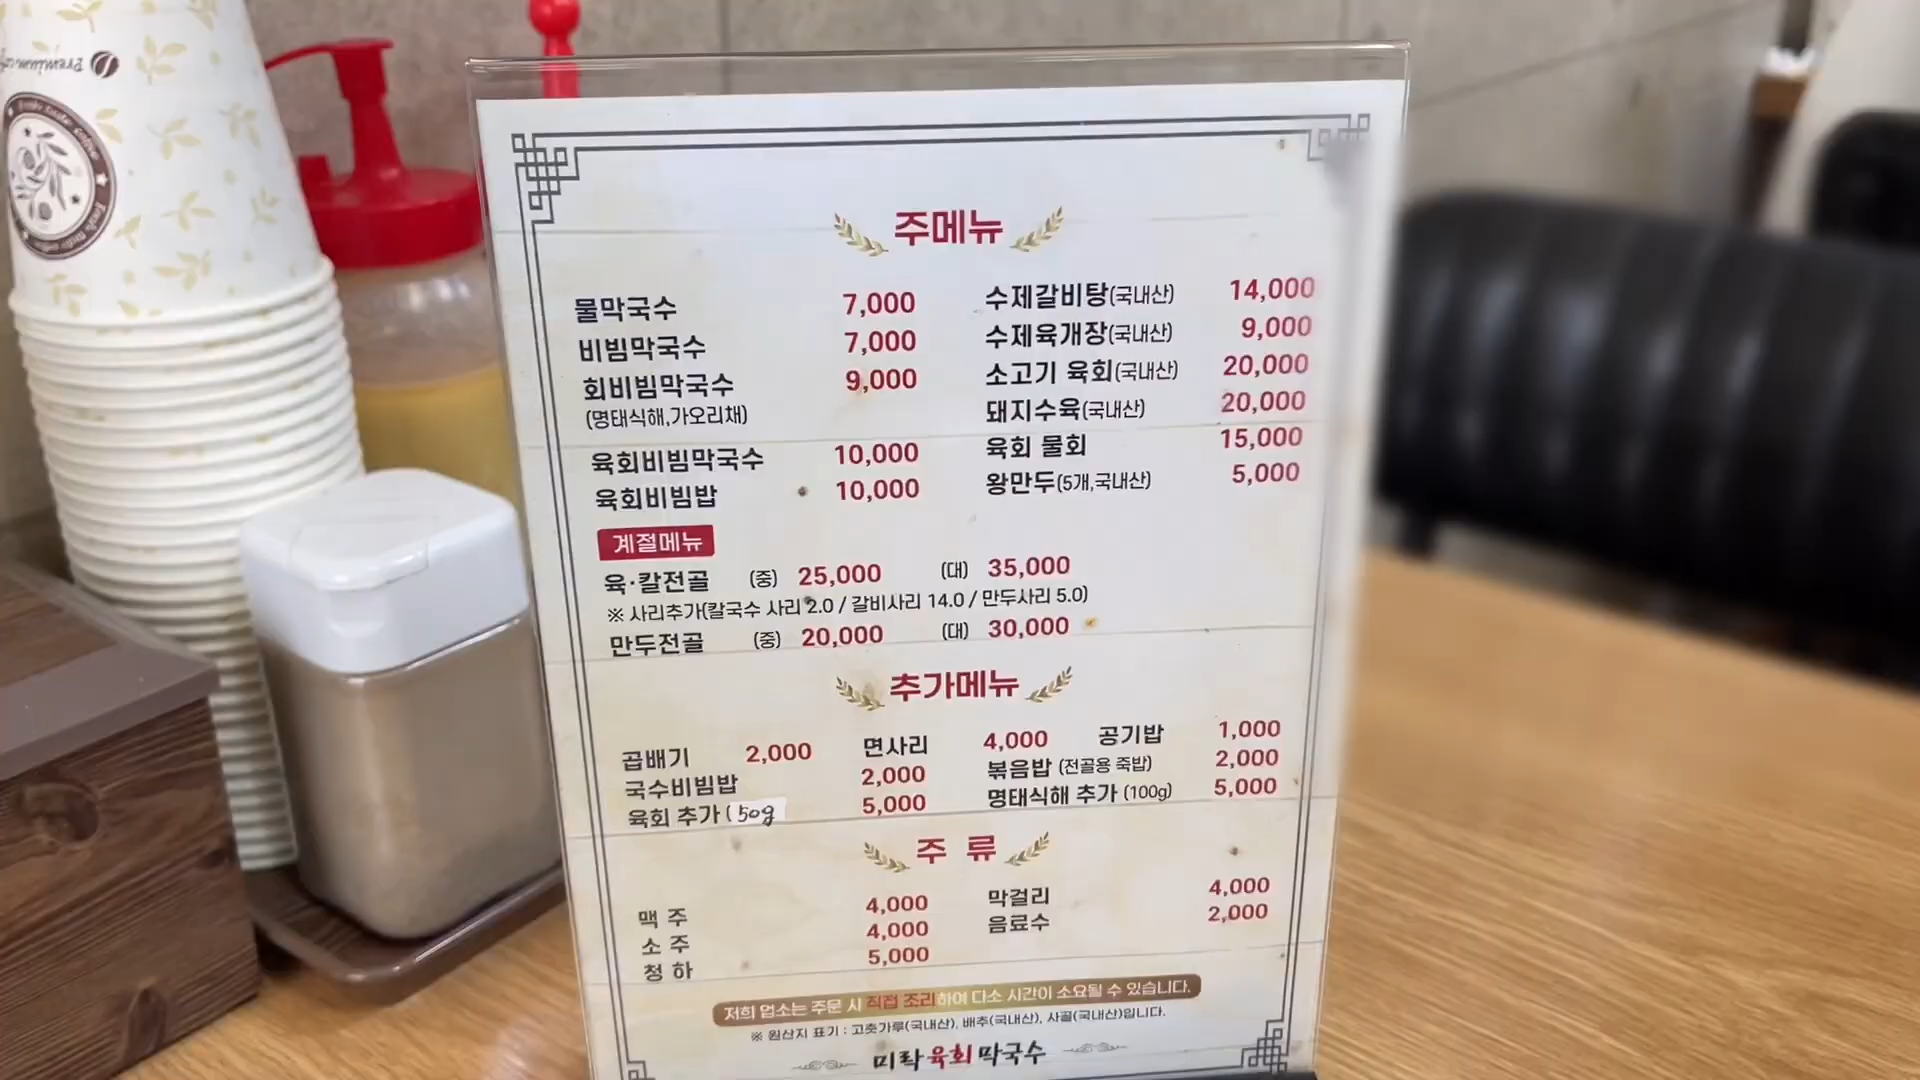 Premium
주메뉴
물막국수 7,000
비빔막국수 7,000
회비빔막국수 9,000
(명태식해,가오리채)
육회비빔막국수 10,000
육회비빔밥 10,000
수제갈비탕(국내산) 14,000
수제육개장(국내산) 9,000
소고기 육회(국내산) 20,000
돼지수육(국내산) 20,000
육회 물회 15,000
왕만두(5개,국내산) 5,000
계절메뉴
육·칼전골 (중) 25,000 (대) 35,000
※ 사리추가(칼국수 사리 2.0 / 갈비사리 14.0 / 만두사리 5.0)
만두전골 (중) 20,000 (대) 30,000
추가메뉴
곱배기 2,000 면사리 4,000 공기밥 1,000
국수비빔밥 2,000 볶음밥 (전골용 죽밥) 2,000
육회 추가 (50g 5,000 명태식해 추가 (100g) 5,000
주 류
맥 주 4,000 막걸리 4,000
소 주 4,000 음료수 2,000
청 하 5,000
저희 업소는 주문 시 직접 조리하여 다소 시간이 소요될 수 있습니다.
※ 원산지 표기 : 고춧가루(국내산), 배추(국내산), 사골(국내산)입니다.
미락육회막국수